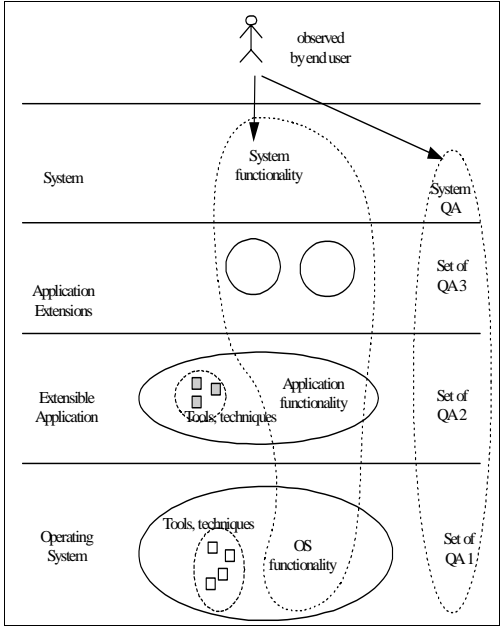 observed
by end user
System
System
functionality
System
QA
Application
Extensions
Set of
QA 3
Extensible
Application
Tools, techniques
Application
functionality
Set of
QA 2
Operating
System
Tools, techniques
OS
functionality
Set of
QA 1